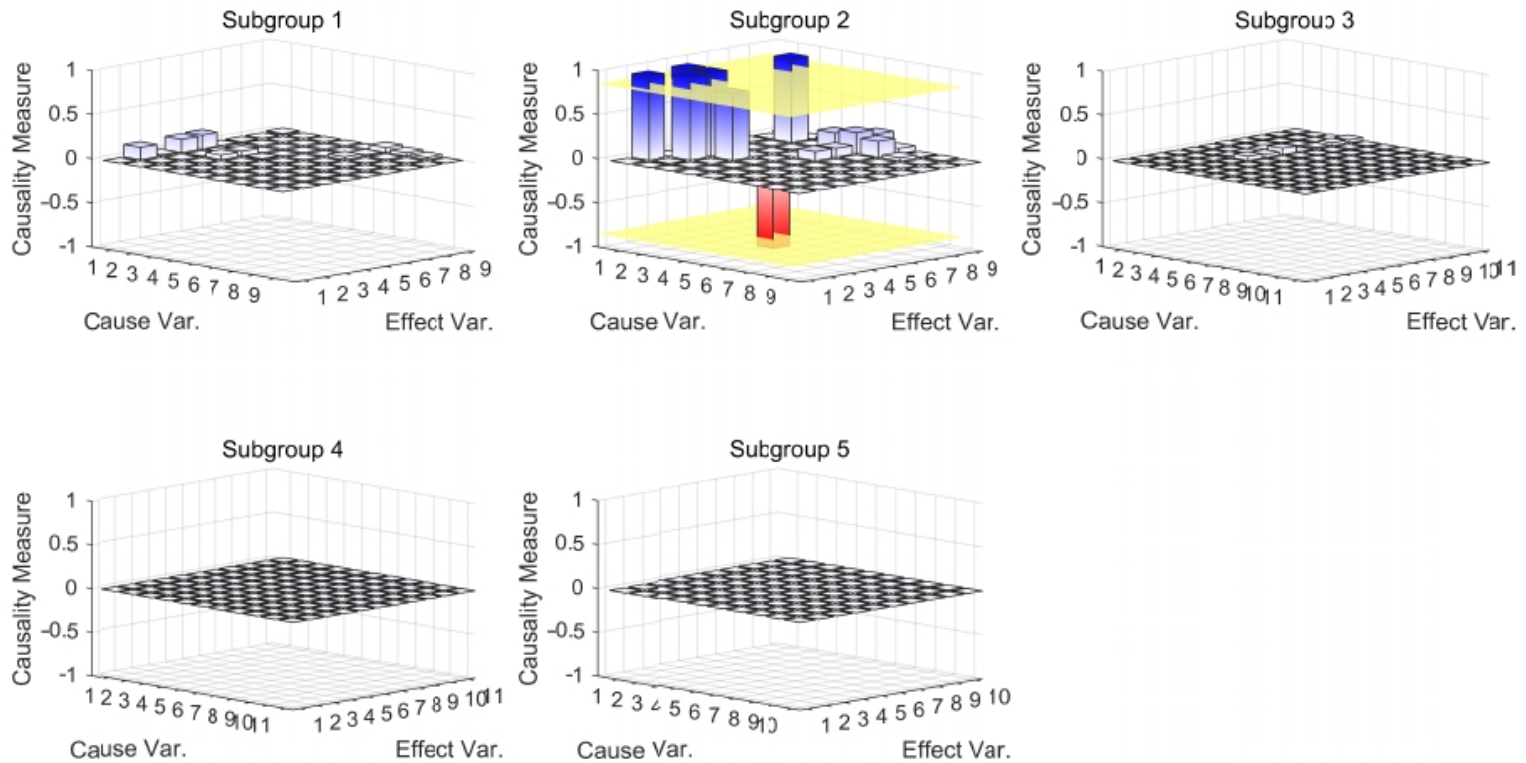 Subgroup 1
Causality Measure
1
0.5
0
-0.5
-1
1 2 3 4 5 6 7 8 9
1 2 3 4 5 6 7 8 9
Cause Var.
Effect Var.
Subgroup 2
Causality Measure
1
0.5
0
-0.5
-1
1 2 3 4 5 6 7 8 9
1 2 3 4 5 6 7 8 9
Cause Var.
Effect Var.
Subgroup 3
Causality Measure
1
0.5
0
-0.5
-1
1 2 3 4 5 6 7 8 9 10 11
1 2 3 4 5 6 7 8 9 10 11
Cause Var.
Effect Var.
Subgroup 4
Causality Measure
1
0.5
0
-0.5
-1
1 2 3 4 5 6 7 8 9 10 11
1 2 3 4 5 6 7 8 9 10 11
Cause Var.
Effect Var.
Subgroup 5
Causality Measure
1
0.5
0
-0.5
-1
1 2 3 4 5 6 7 8 9 10
1 2 3 4 5 6 7 8 9 10
Cause Var.
Effect Var.